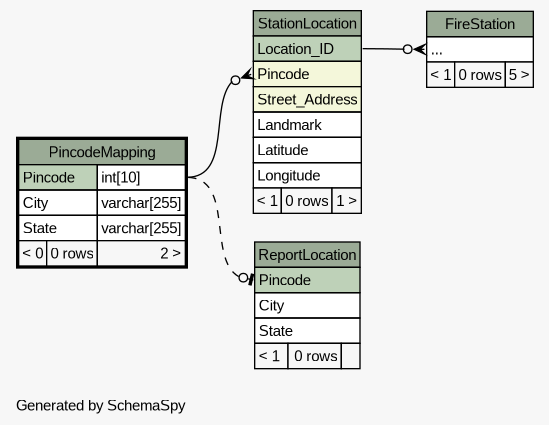 StationLocation
Location_ID
Pincode
Street_Address
Landmark
Latitude
Longitude
< 1 0 rows 1 >
FireStation
...
< 1 0 rows 5 >
PincodeMapping
Pincode int[10]
City varchar[255]
State varchar[255]
< 0 0 rows 2 >
ReportLocation
Pincode
City
State
< 1 0 rows
Generated by SchemaSpy